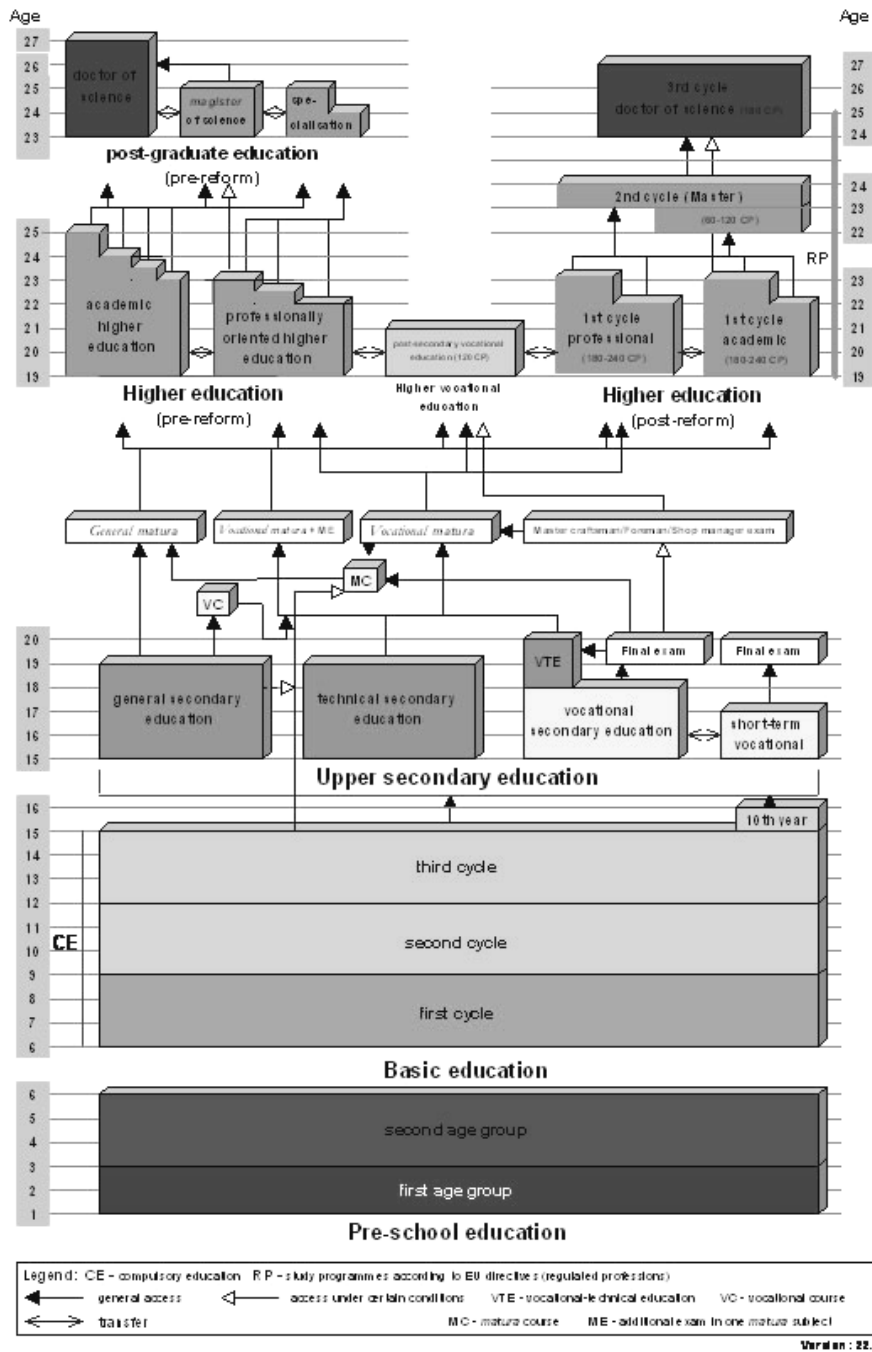 Age
Age
27
26
25
24
23
doctor of
science
magister
of science
spe-
cialisation
post-graduate education
(pre-reform)
27
26
25
24
3rd cycle
doctor of science (180 CP)
24
23
22
2nd cycle (Master)
(60-120 CP)
RP
25
24
23
22
21
20
19
academic
higher
education
professionally
oriented higher
education
post-secondary vocational
education (120 CP)
1st cycle
professional
(180-240 CP)
1st cycle
academic
(180-240 CP)
23
22
21
20
19
Higher education
(pre-reform)
Higher vocational
education
Higher education
(post-reform)
General matura
Vocational matura + ME
Vocational matura
Master craftsman/Foreman/Shop manager exam
MC
VC
20
19
18
17
16
15
general secondary
education
technical secondary
education
VTE
Final exam
Final exam
vocational
secondary education
short-term
vocational
Upper secondary education
16
15
14
13
12
11
10
9
8
7
6
CE
10th year
third cycle
second cycle
first cycle
Basic education
6
5
4
3
2
1
second age group
first age group
Pre-school education
Legend: CE - compulsory education RP - study programmes according to EU directives (regulated professions)
general access access under certain conditions VTE - vocational-technical education VC - vocational course
transfer MC - matura course ME - additional exam in one matura subject
Version : 22.